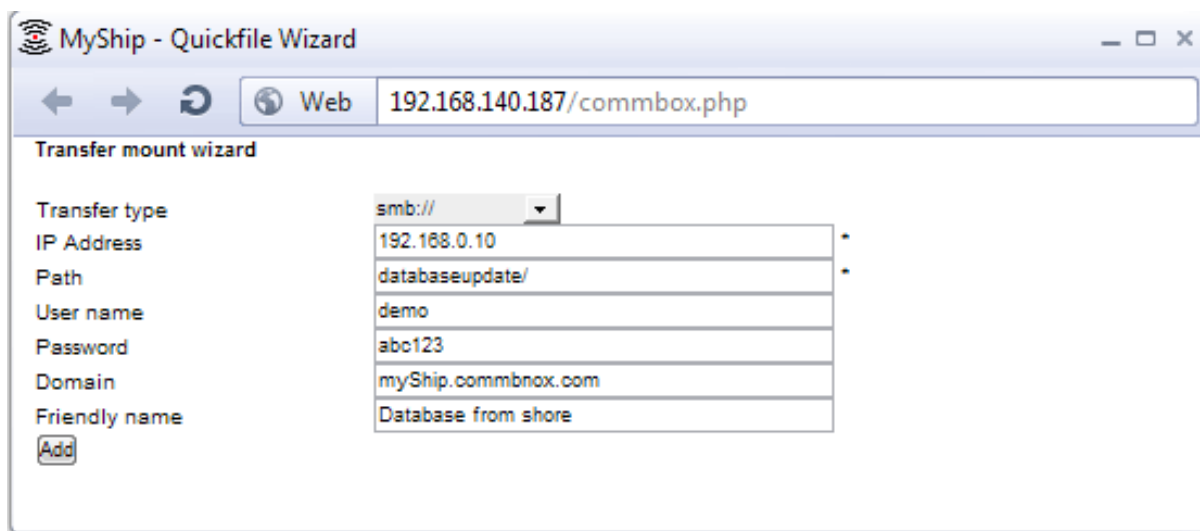 MyShip - Quickfile Wizard
Web 192.168.140.187/commbox.php
Transfer mount wizard
Transfer type smb://
IP Address 192.168.0.10 *
Path databaseupdate/ *
User name demo
Password abc123
Domain myShip.commbnox.com
Friendly name Database from shore
Add